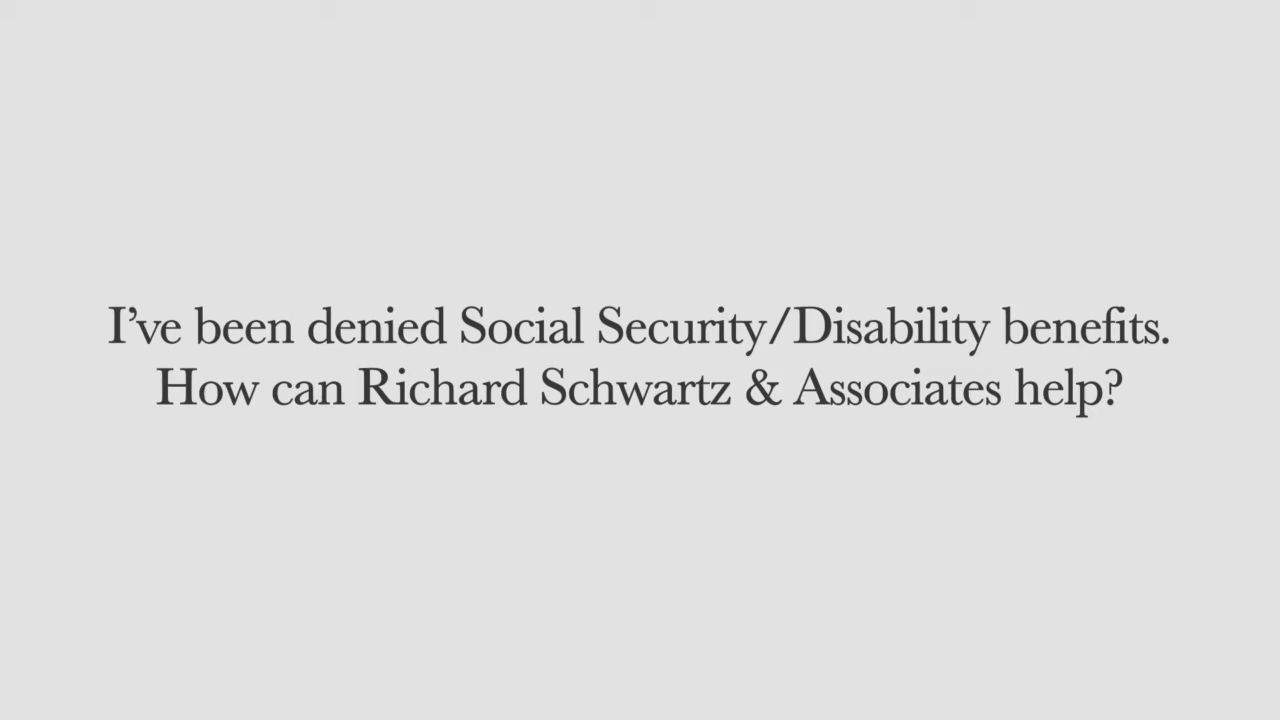 I’ve been denied Social Security/Disability benefits.
How can Richard Schwartz & Associates help?